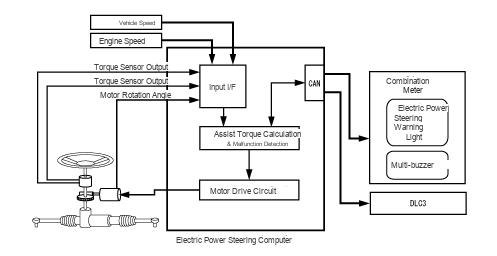 Vehicle Speed
Engine Speed
Torque Sensor Output
Torque Sensor Output
Motor Rotation Angle
Input I/F
CAN
Assist Torque Calculation
& Malfunction Detection
Motor Drive Circuit
Electric Power Steering Computer
Combination
Meter
Electric Power
Steering
Warning
Light
Multi-buzzer
DLC3